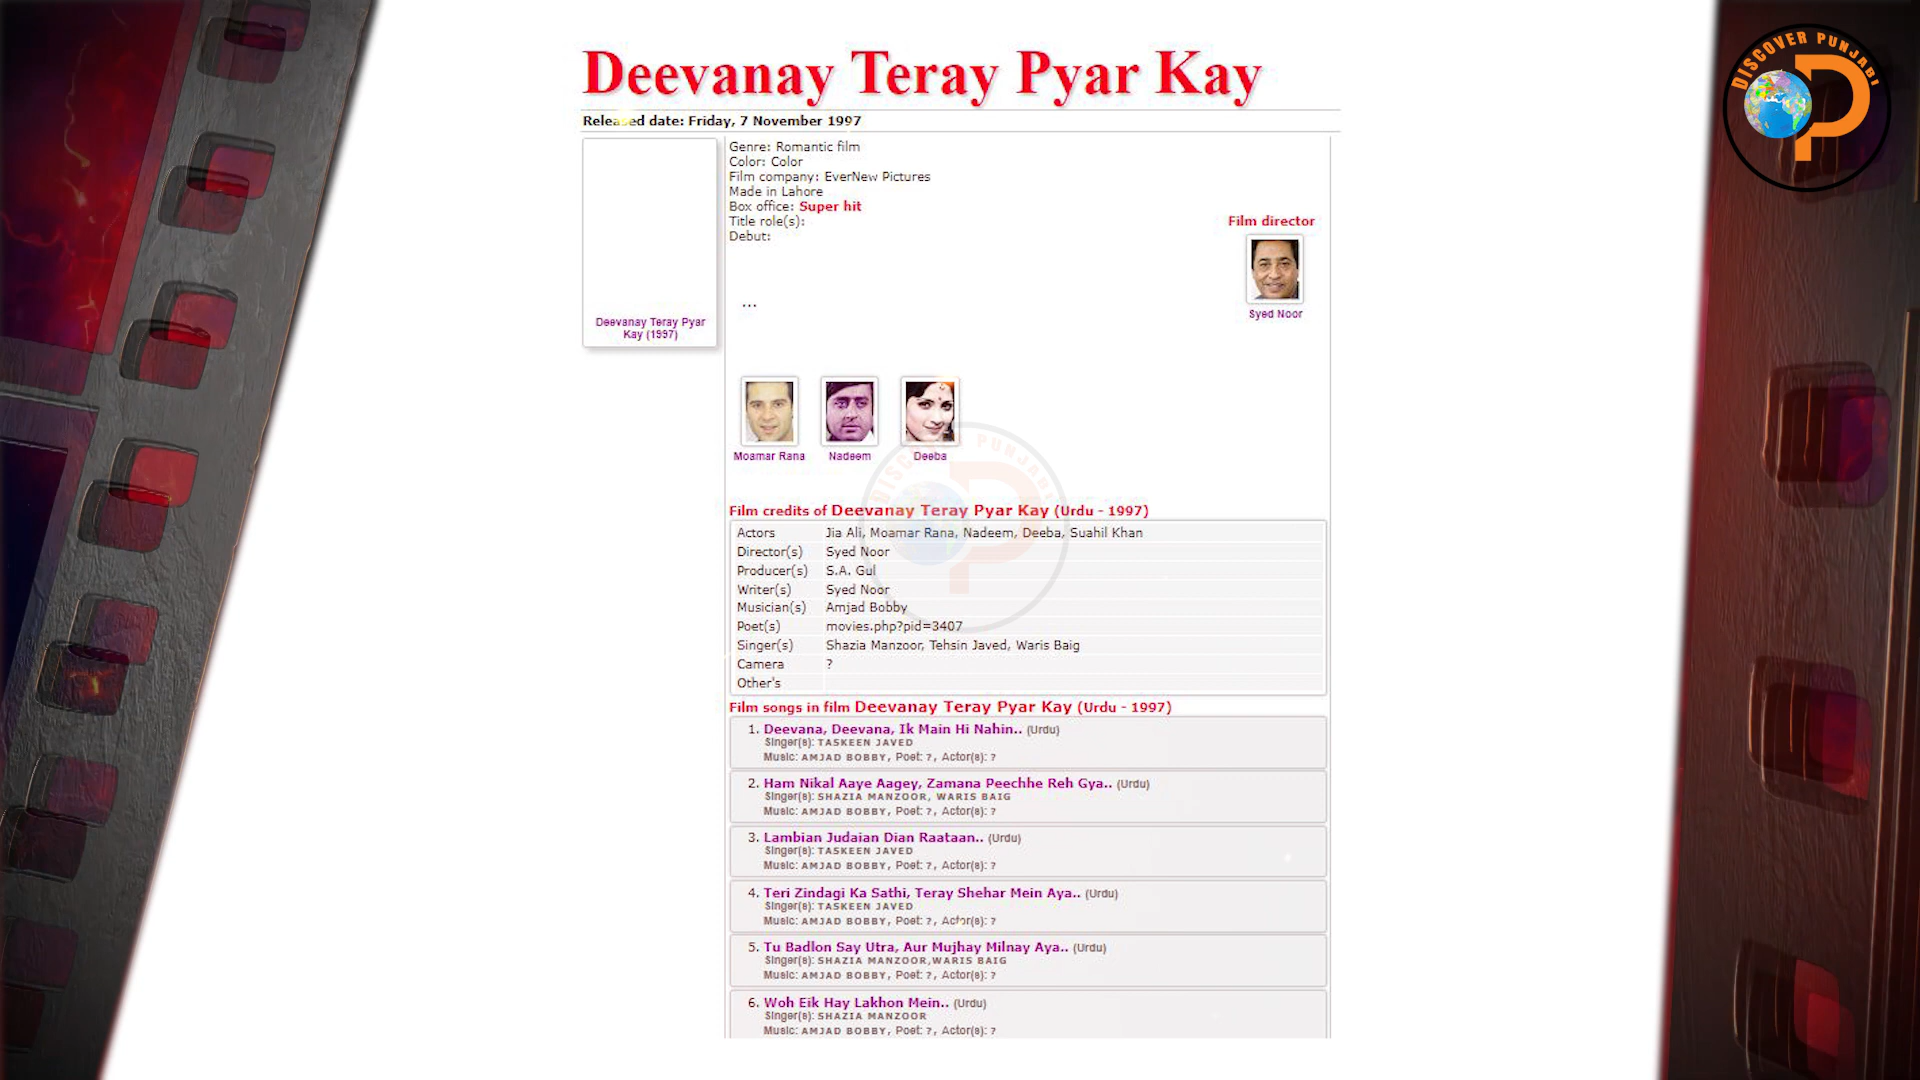 Deevanay Teray Pyar Kay
Released date: Friday, 7 November 1997
Deevanay Teray Pyar
Kay (1997)
Genre: Romantic film
Color: Color
Film company: EverNew Pictures
Made in Lahore
Box office: Super hit
Title role(s):
Debut:
...
Film director
Syed Noor
Moamar Rana
Nadeem
Deeba
Film credits of Deevanay Teray Pyar Kay (Urdu - 1997)
Actors Jia Ali, Moamar Rana, Nadeem, Deeba, Suahil Khan
Director(s) Syed Noor
Producer(s) S.A. Gul
Writer(s) Syed Noor
Musician(s) Amjad Bobby
Poet(s) movies.php?pid=3407
Singer(s) Shazia Manzoor, Tehsin Javed, Waris Baig
Camera ?
Other's
Film songs in film Deevanay Teray Pyar Kay (Urdu - 1997)
1. Deevana, Deevana, Ik Main Hi Nahin.. (Urdu)
Singer(s): TASKEEN JAVED
Music: AMJAD BOBBY, Poet: ?, Actor(s): ?
2. Ham Nikal Aaye Aagey, Zamana Peechhe Reh Gya.. (Urdu)
Singer(s): SHAZIA MANZOOR, WARIS BAIG
Music: AMJAD BOBBY, Poet: ?, Actor(s): ?
3. Lambian Judaian Dian Raataan.. (Urdu)
Singer(s): TASKEEN JAVED
Music: AMJAD BOBBY, Poet: ?, Actor(s): ?
4. Teri Zindagi Ka Sathi, Teray Shehar Mein Aya.. (Urdu)
Singer(s): TASKEEN JAVED
Music: AMJAD BOBBY, Poet: ?, Actor(s): ?
5. Tu Badlon Say Utra, Aur Mujhay Milnay Aya.. (Urdu)
Singer(s): SHAZIA MANZOOR,WARIS BAIG
Music: AMJAD BOBBY, Poet: ?, Actor(s): ?
6. Woh Eik Hay Lakhon Mein.. (Urdu)
Singer(s): SHAZIA MANZOOR
Music: AMJAD BOBBY, Poet: ?, Actor(s): ?
DISCOVER PUNJABI
DISCOVER PUNJABI